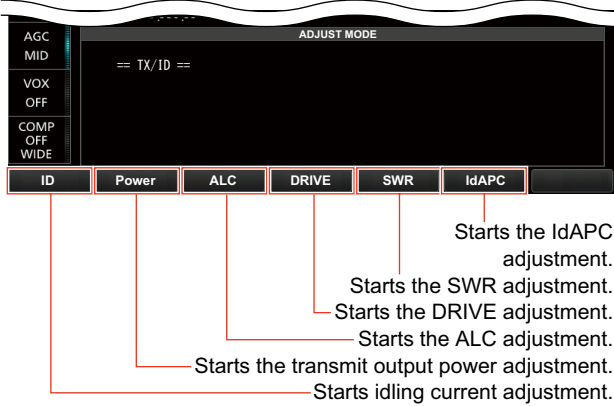 AGC
MID
VOX
OFF
COMP
OFF
WIDE
ADJUST MODE
== TX/ID ==
ID
Power
ALC
DRIVE
SWR
IdAPC
Starts the IdAPC
adjustment.
Starts the SWR adjustment.
Starts the DRIVE adjustment.
Starts the ALC adjustment.
Starts the transmit output power adjustment.
Starts idling current adjustment.